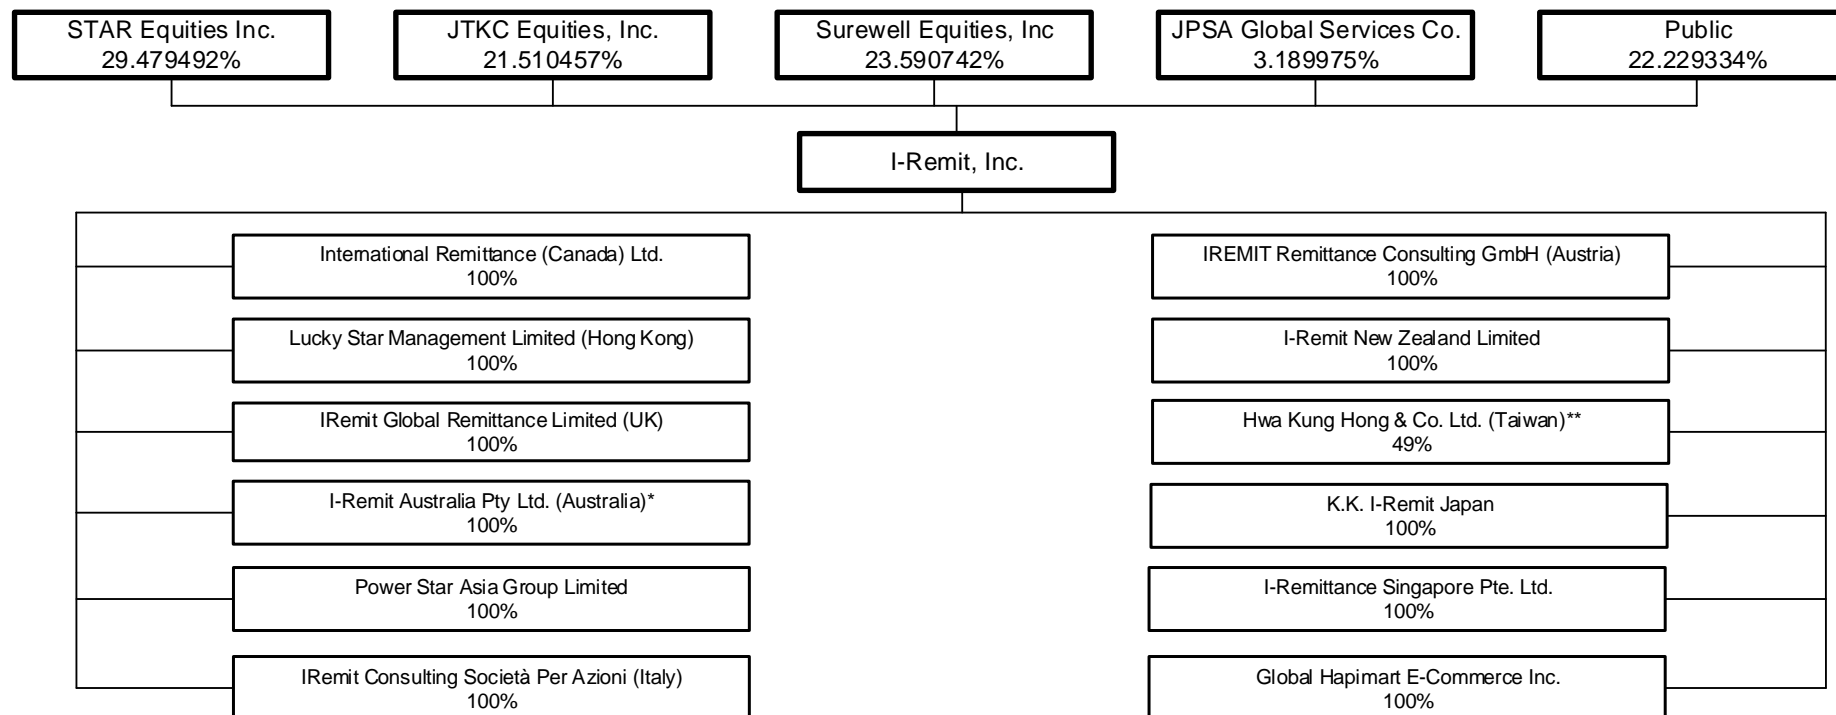 STAR Equities Inc.
29.479492%
JTKC Equities, Inc.
21.510457%
Surewell Equities, Inc
23.590742%
JPSA Global Services Co.
3.189975%
Public
22.229334%
I-Remit, Inc.
International Remittance (Canada) Ltd.
100%
Lucky Star Management Limited (Hong Kong)
100%
IRemit Global Remittance Limited (UK)
100%
I-Remit Australia Pty Ltd. (Australia)*
100%
Power Star Asia Group Limited
100%
IRemit Consulting Società Per Azioni (Italy)
100%
IREMIT Remittance Consulting GmbH (Austria)
100%
I-Remit New Zealand Limited
100%
Hwa Kung Hong & Co. Ltd. (Taiwan)**
49%
K.K. I-Remit Japan
100%
I-Remittance Singapore Pte. Ltd.
100%
Global Hapimart E-Commerce Inc.
100%